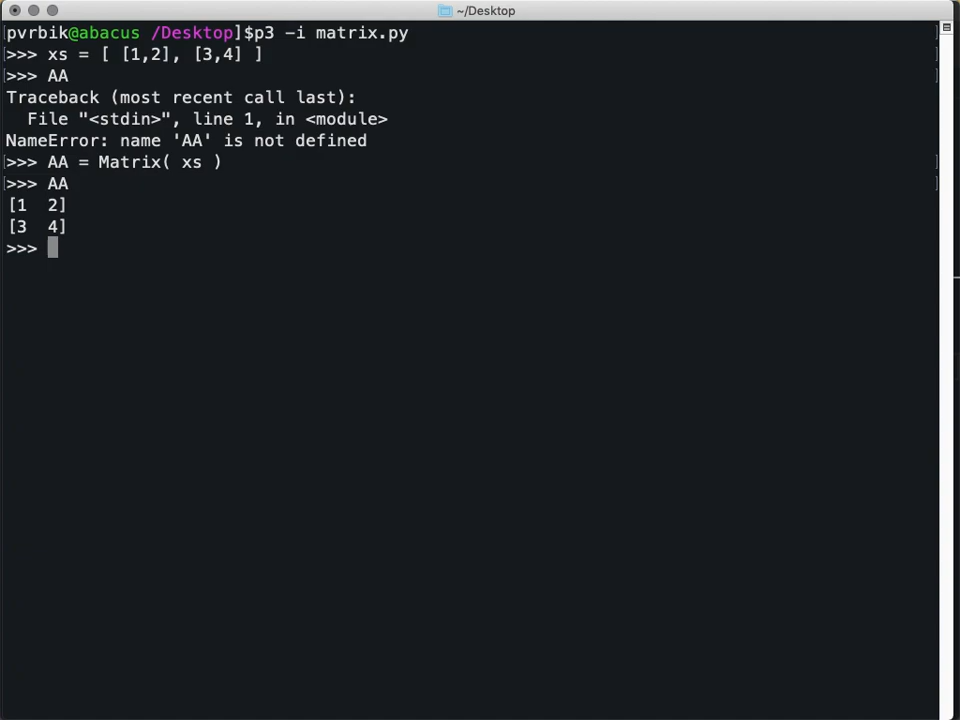 ~/Desktop
[pvrbik@abacus /Desktop]$p3 -i matrix.py
>>> xs = [ [1,2], [3,4] ]
>>> AA
Traceback (most recent call last):
  File "<stdin>", line 1, in <module>
NameError: name 'AA' is not defined
>>> AA = Matrix( xs )
>>> AA
[1  2]
[3  4]
>>>